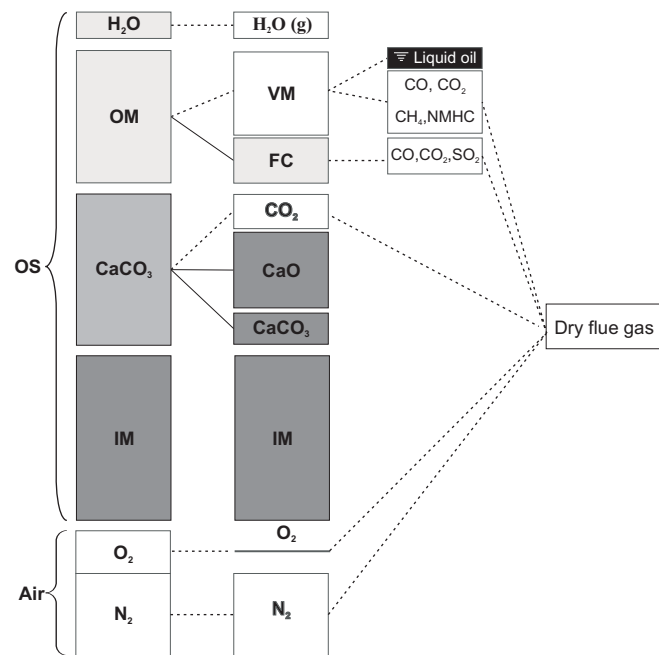 H₂O
H₂O (g)
OM
VM
Liquid oil
CO, CO₂
CH₄,NMHC
FC
CO,CO₂,SO₂
OS
CaCO₃
CO₂
CaO
CaCO₃
Dry flue gas
IM
IM
Air
O₂
O₂
N₂
N₂